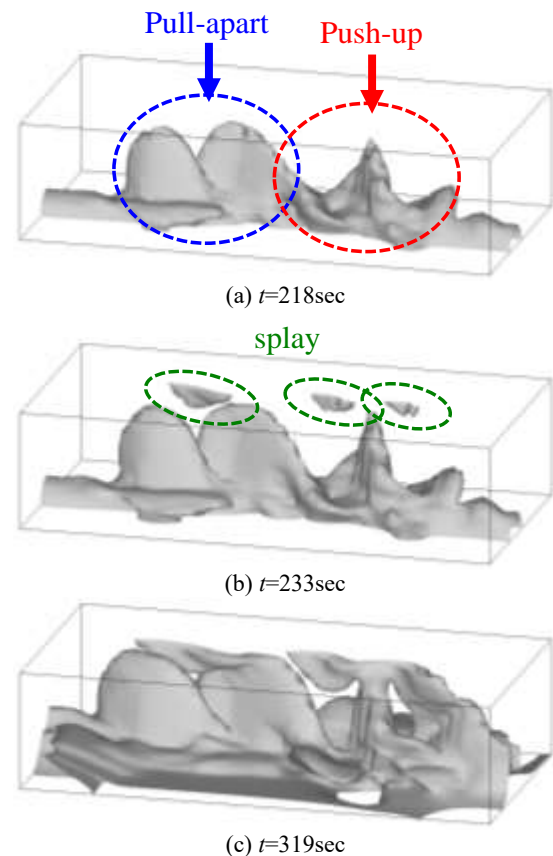 Pull-apart
Push-up
(a) t=218sec
splay
(b) t=233sec
(c) t=319sec